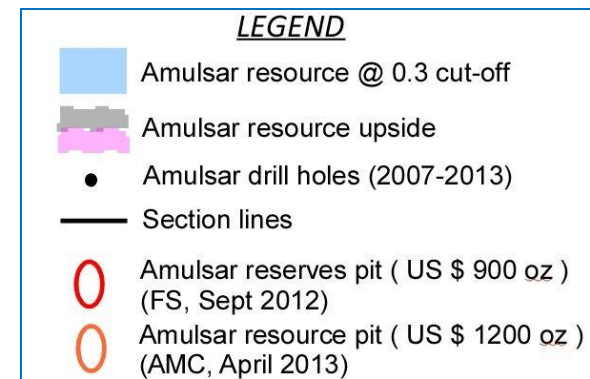 LEGEND
Amulsar resource @ 0.3 cut-off
Amulsar resource upside
Amulsar drill holes (2007-2013)
Section lines
Amulsar reserves pit ( US $ 900 oz )
(FS, Sept 2012)
Amulsar resource pit ( US $ 1200 oz )
(AMC, April 2013)